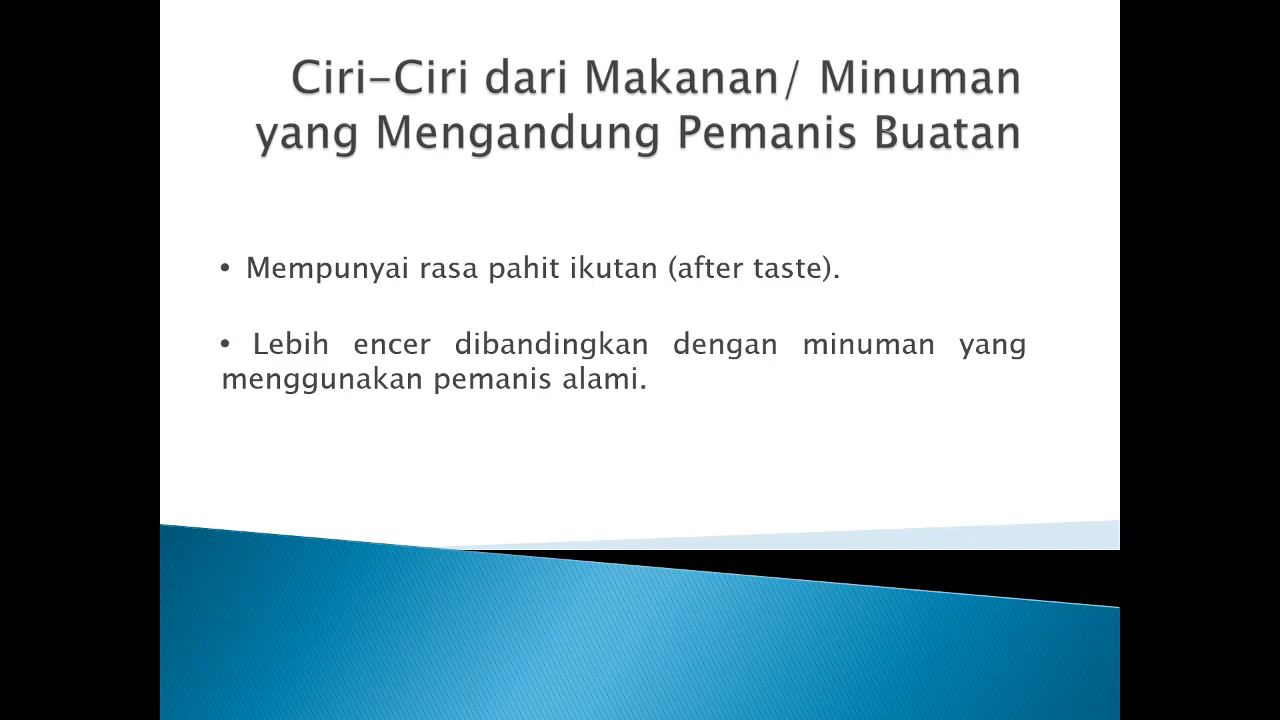 Ciri-Ciri dari Makanan/ Minuman
yang Mengandung Pemanis Buatan
• Mempunyai rasa pahit ikutan (after taste).
• Lebih encer dibandingkan dengan minuman yang
menggunakan pemanis alami.